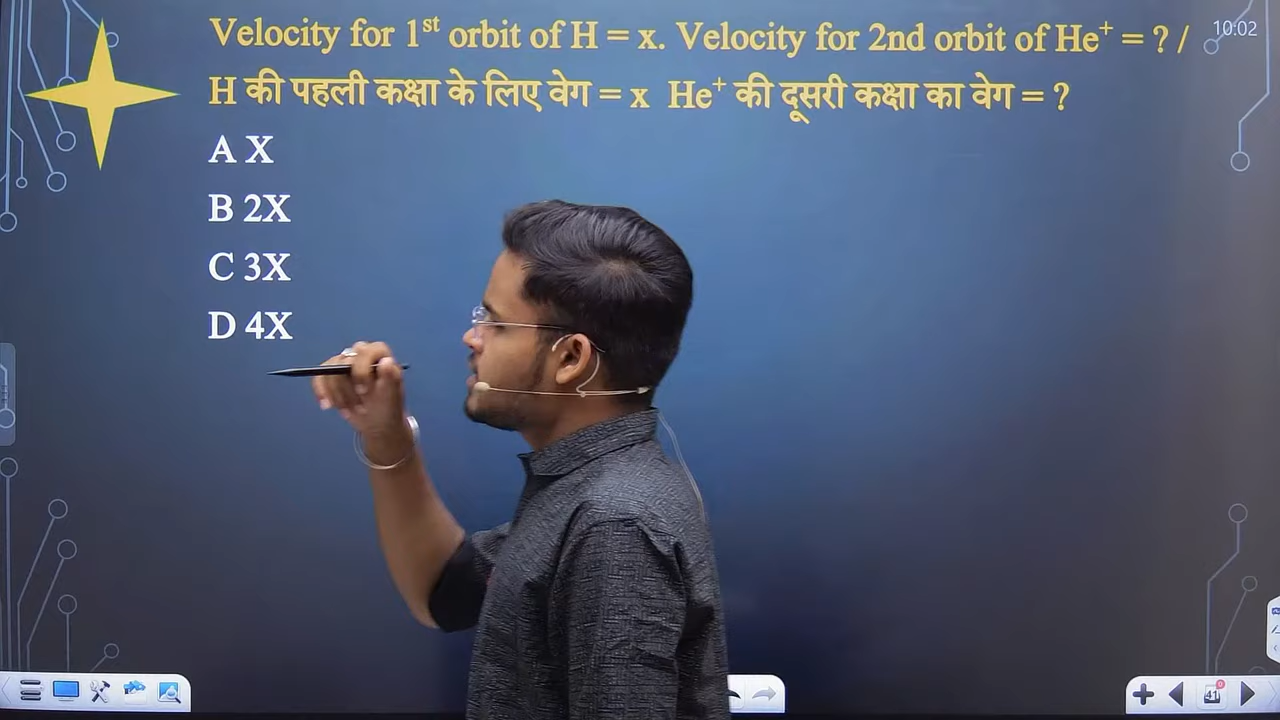 Velocity for 1st orbit of H = x. Velocity for 2nd orbit of He+ = ? /
10:02
H की पहली कक्षा के लिए वेग = x He+ की दूसरी कक्षा का वेग = ?
A X
B 2X
C 3X
D 4X
41